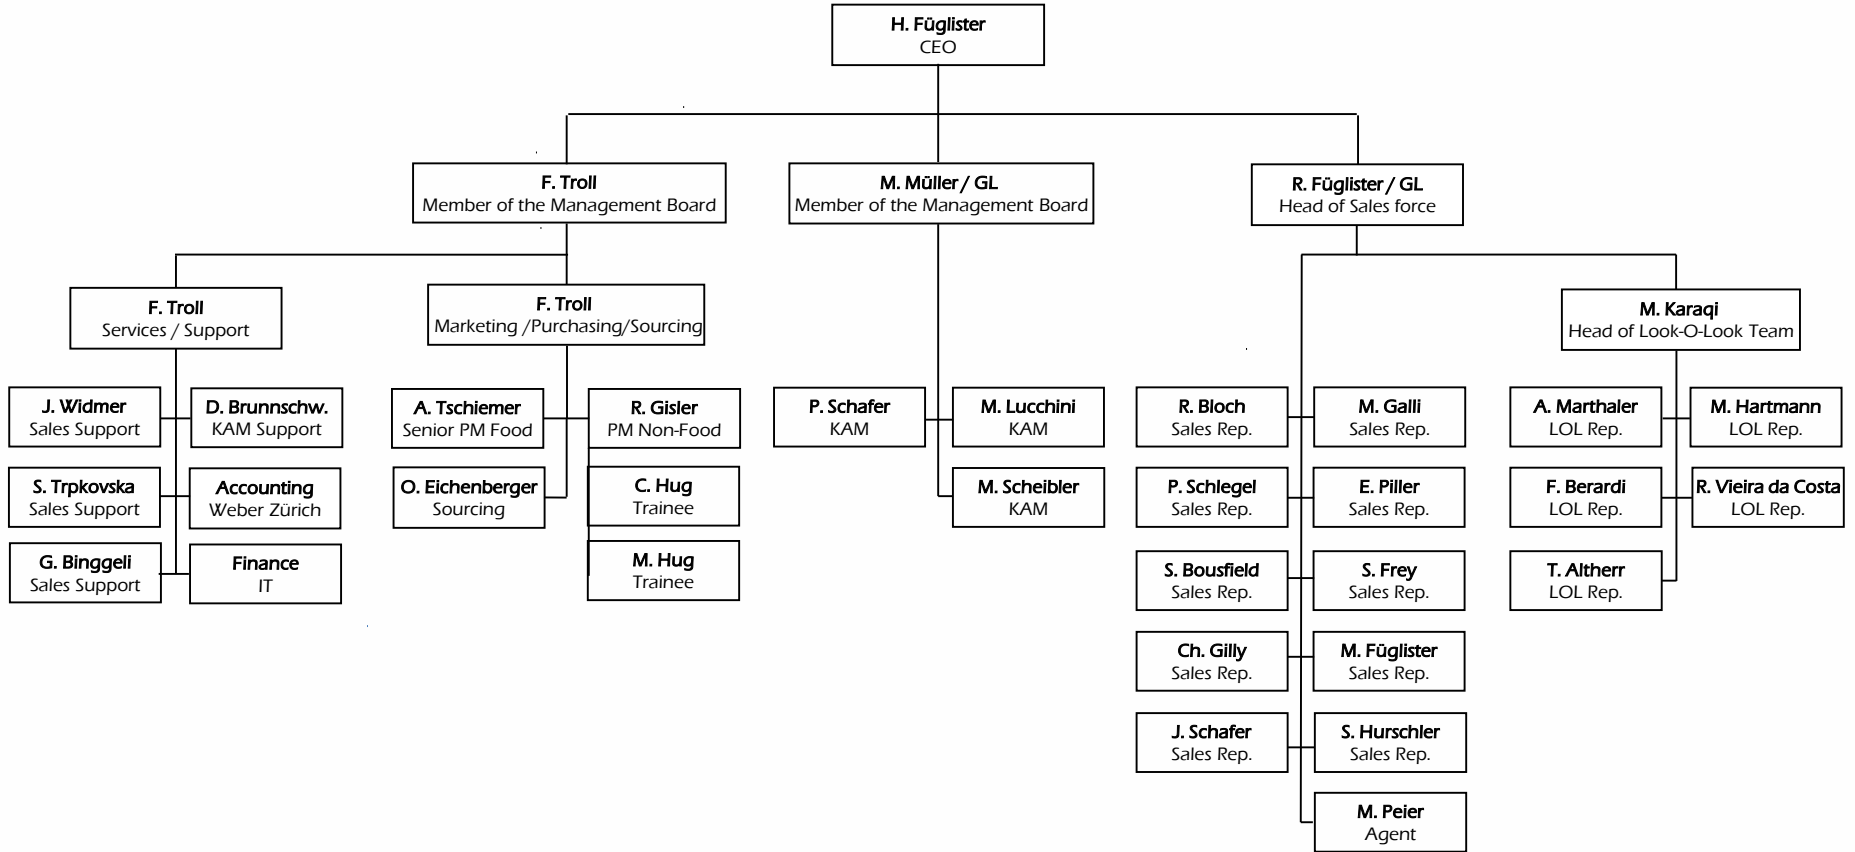 H. Füglister
CEO
F. Troll
Member of the Management Board
M. Müller / GL
Member of the Management Board
R. Füglister / GL
Head of Sales force
F. Troll
Services / Support
F. Troll
Marketing /Purchasing/Sourcing
M. Karaqi
Head of Look-O-Look Team
J. Widmer
Sales Support
D. Brunnschw.
KAM Support
A. Tschiemer
Senior PM Food
R. Gisler
PM Non-Food
P. Schafer
KAM
M. Lucchini
KAM
R. Bloch
Sales Rep.
M. Galli
Sales Rep.
A. Marthaler
LOL Rep.
M. Hartmann
LOL Rep.
S. Trpkovska
Sales Support
Accounting
Weber Zürich
O. Eichenberger
Sourcing
C. Hug
Trainee
M. Scheibler
KAM
P. Schlegel
Sales Rep.
E. Piller
Sales Rep.
F. Berardi
LOL Rep.
R. Vieira da Costa
LOL Rep.
G. Binggeli
Sales Support
Finance
IT
M. Hug
Trainee
S. Bousfield
Sales Rep.
S. Frey
Sales Rep.
T. Altherr
LOL Rep.
Ch. Gilly
Sales Rep.
M. Füglister
Sales Rep.
J. Schafer
Sales Rep.
S. Hurschler
Sales Rep.
M. Peier
Agent